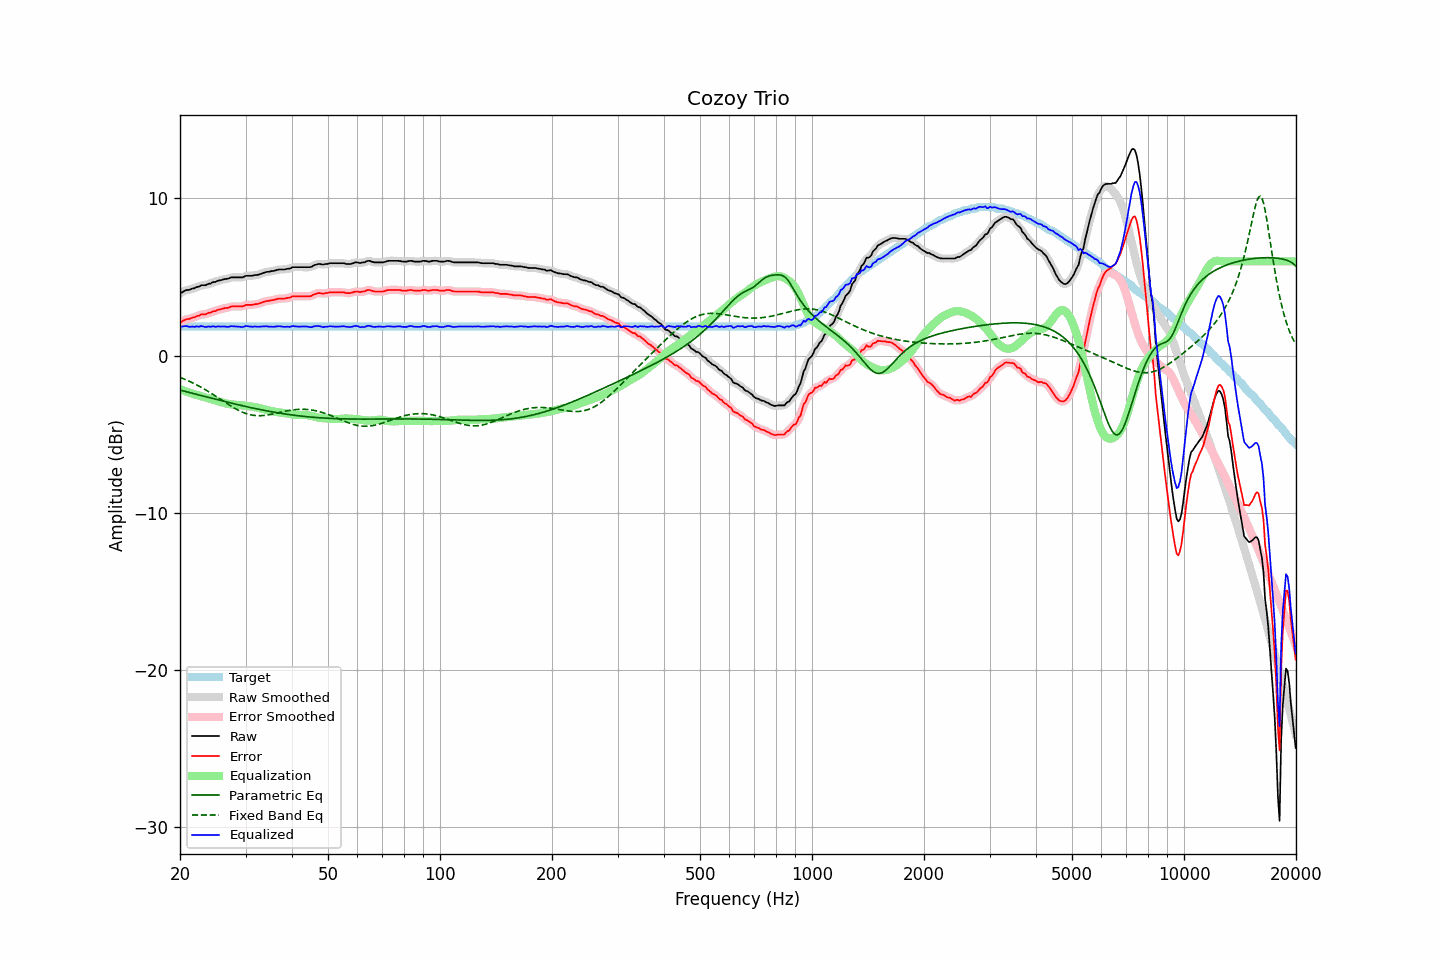 Cozoy Trio
Amplitude (dBr)
10
0
−10
−20
−30
Target
Raw Smoothed
Error Smoothed
Raw
Error
Equalization
Parametric Eq
Fixed Band Eq
Equalized
20 50 100 200 500 1000 2000 5000 10000 20000
Frequency (Hz)